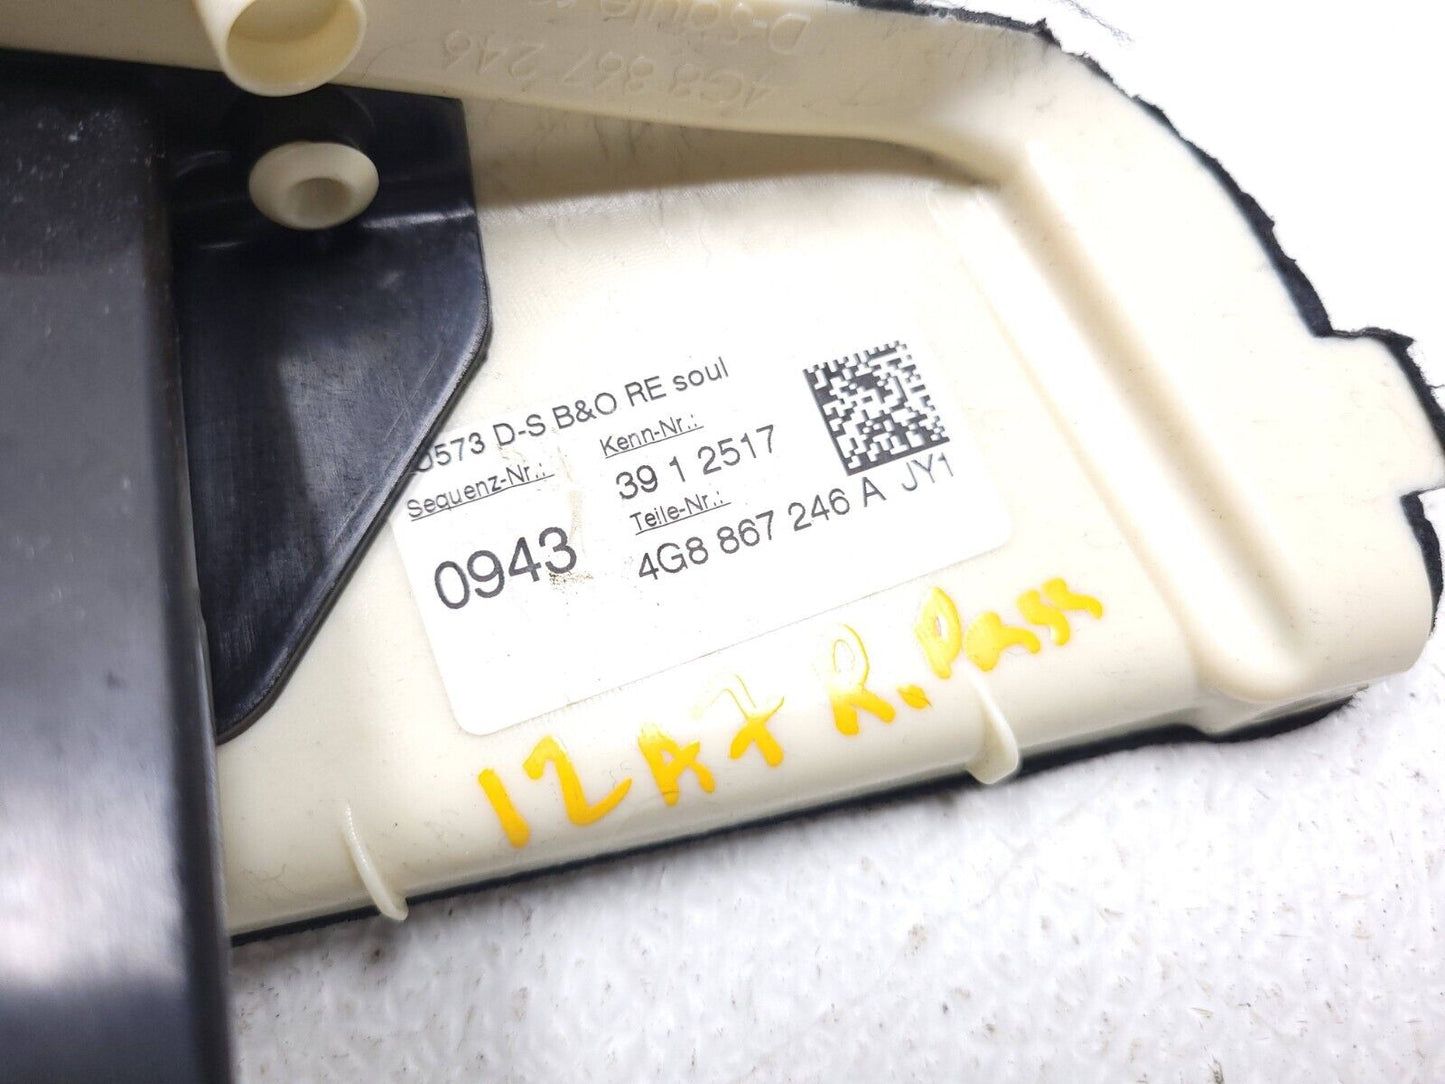 D-Säule
4G8 867 246
0573 D-S B&O RE soul
Sequenz-Nr.:
0943
Kenn-Nr.:
39 1 2517
Teile-Nr.:
4G8 867 246 A JY1
12 A7 R. Pass